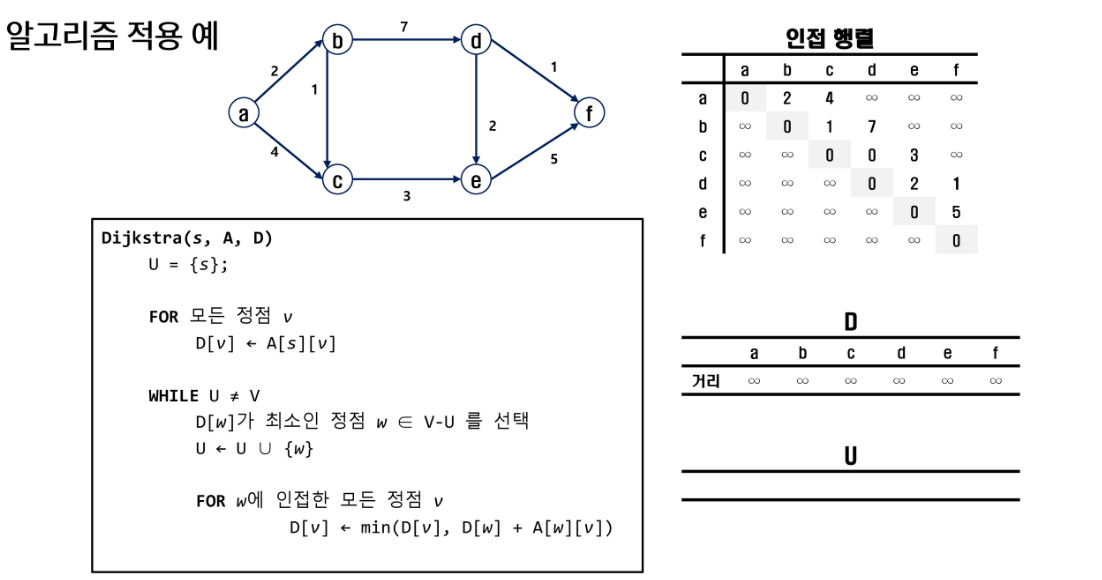 알고리즘 적용 예
b
7
d
2
1
1
a
f
2
4
5
c
3
e
Dijkstra(s, A, D)
U = {s};
FOR 모든 정점 v
D[v] ← A[s][v]
WHILE U ≠ V
D[w]가 최소인 정점 w ∈ V-U 를 선택
U ← U ∪ {w}
FOR w에 인접한 모든 정점 v
D[v] ← min(D[v], D[w] + A[w][v])
인접 행렬
a b c d e f
a 0 2 4 ∞ ∞ ∞
b ∞ 0 1 7 ∞ ∞
c ∞ ∞ 0 0 3 ∞
d ∞ ∞ ∞ 0 2 1
e ∞ ∞ ∞ ∞ 0 5
f ∞ ∞ ∞ ∞ ∞ 0
D
a b c d e f
거리 ∞ ∞ ∞ ∞ ∞ ∞
U